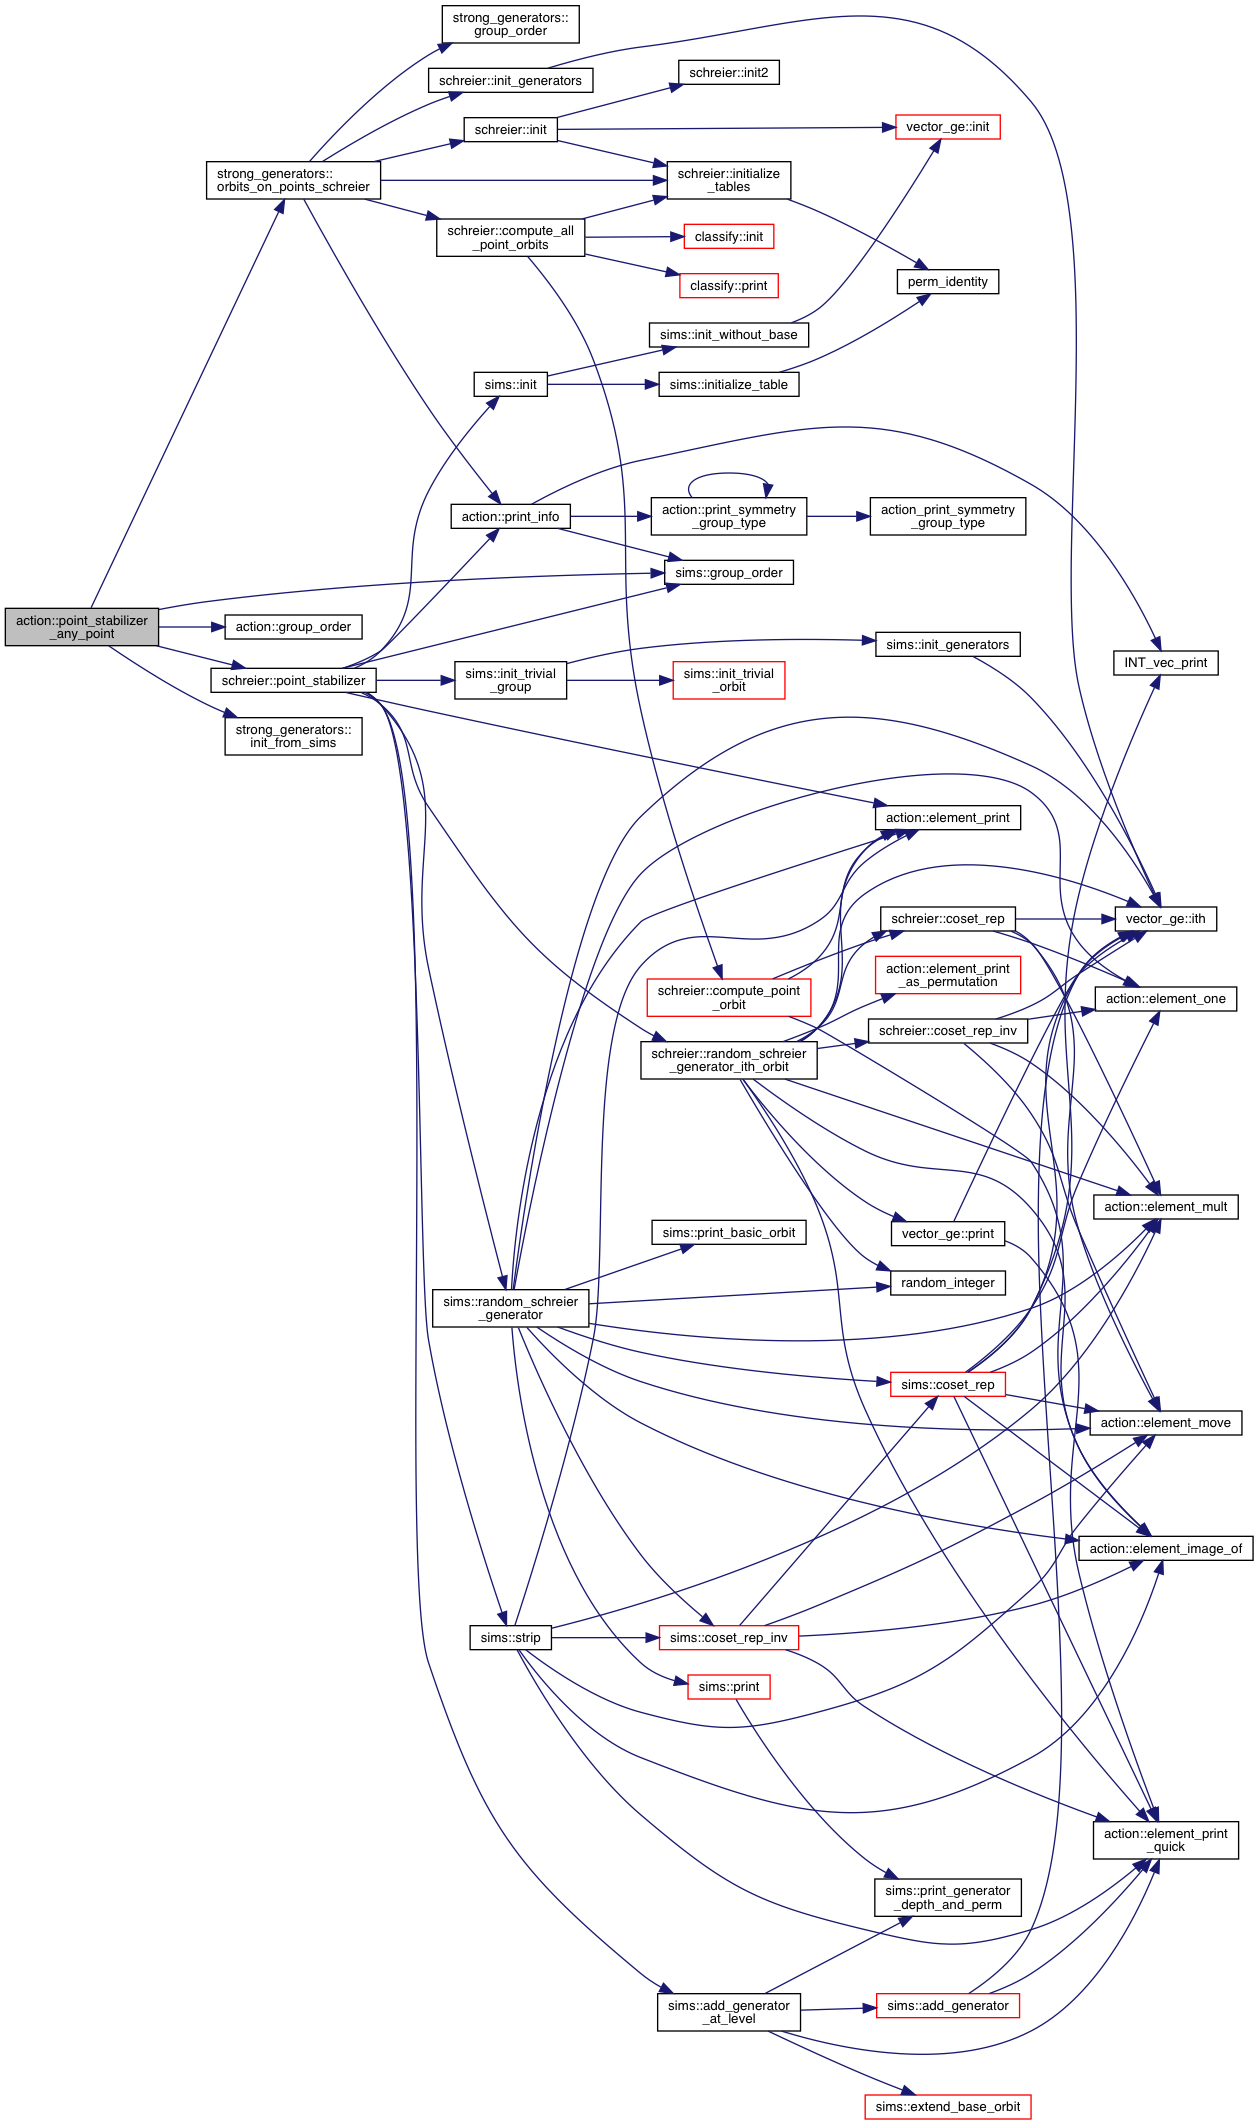 strong_generators::
group_order
schreier::init_generators
schreier::init2
schreier::init
vector_ge::init
strong_generators::
orbits_on_points_schreier
schreier::initialize
_tables
schreier::compute_all
_point_orbits
classify::init
classify::print
perm_identity
sims::init_without_base
sims::init
sims::initialize_table
action::print_info
action::print_symmetry
_group_type
action_print_symmetry
_group_type
sims::group_order
action::point_stabilizer
_any_point
action::group_order
sims::init_generators
INT_vec_print
schreier::point_stabilizer
sims::init_trivial
_group
sims::init_trivial
_orbit
strong_generators::
init_from_sims
action::element_print
schreier::coset_rep
vector_ge::ith
action::element_print
_as_permutation
schreier::compute_point
_orbit
action::element_one
schreier::coset_rep_inv
schreier::random_schreier
_generator_ith_orbit
action::element_mult
sims::print_basic_orbit
vector_ge::print
random_integer
sims::random_schreier
_generator
sims::coset_rep
action::element_move
action::element_image_of
sims::strip
sims::coset_rep_inv
sims::print
action::element_print
_quick
sims::print_generator
_depth_and_perm
sims::add_generator
_at_level
sims::add_generator
sims::extend_base_orbit